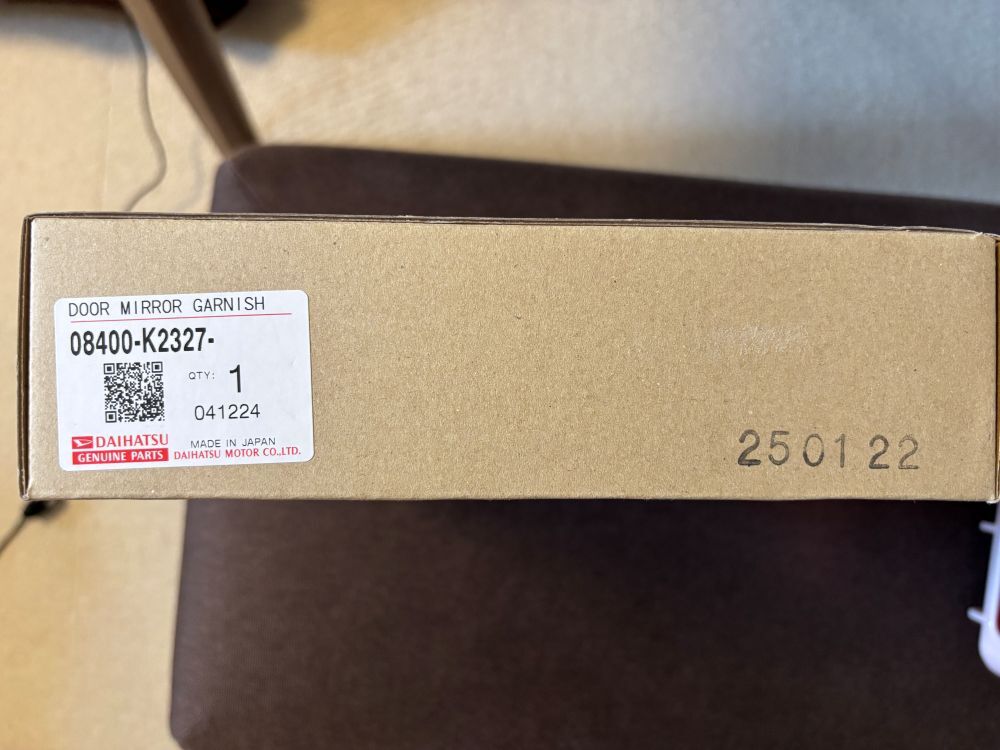 DOOR MIRROR GARNISH
08400-K2327-
QTY: 1
041224
DAIHATSU
GENUINE PARTS
MADE IN JAPAN
DAIHATSU MOTOR CO.,LTD.
250122